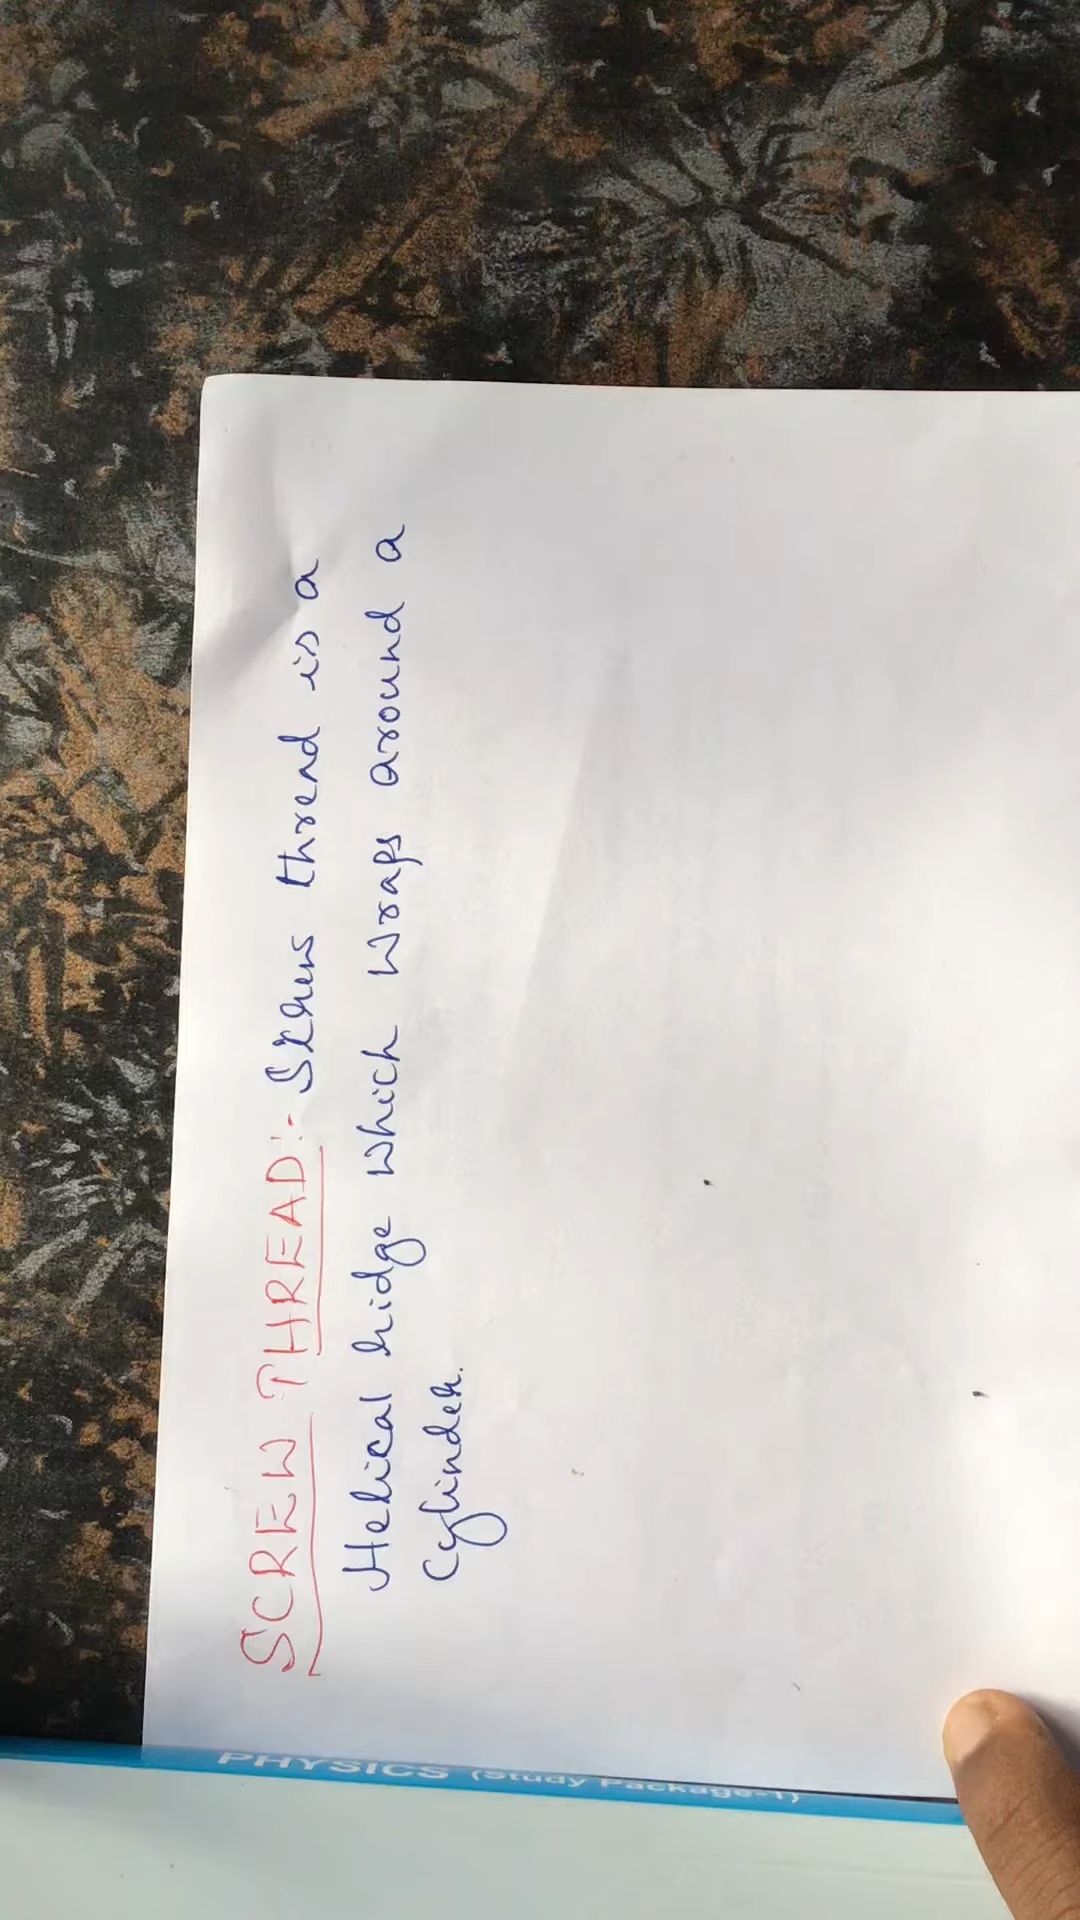 SCREW THREAD:- Screw thread is a
Helical ridge which wraps around a
Cylinder.
PHYSICS (Study Package-1)